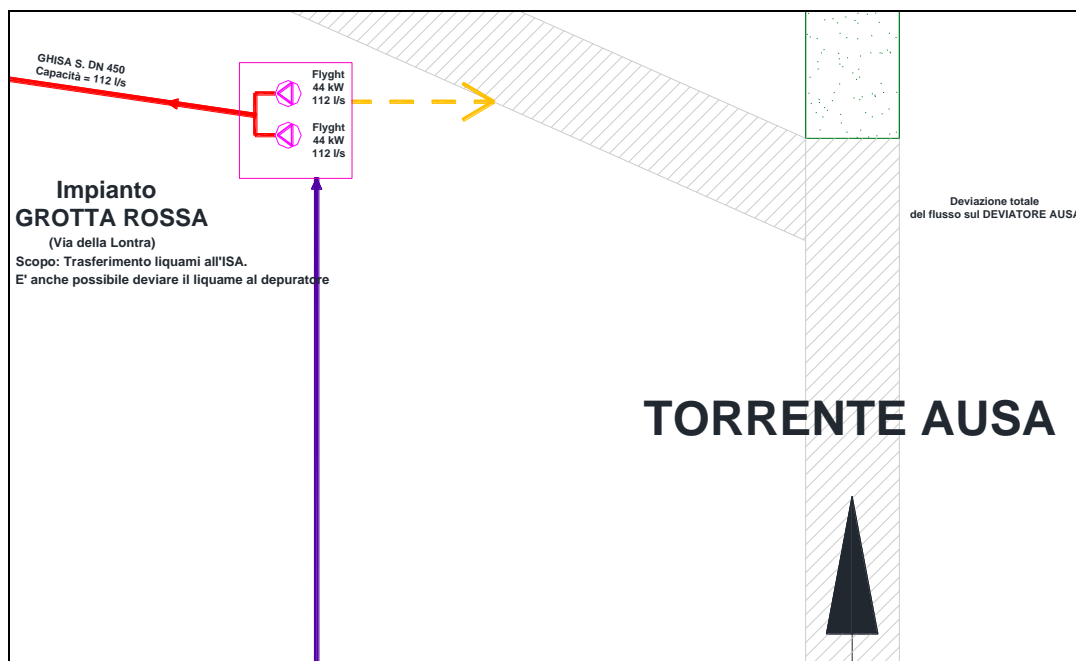 GHISA S. DN 450
Capacità = 112 l/s
Flyght
44 kW
112 l/s
Flyght
44 kW
112 l/s
Impianto
GROTTA ROSSA
(Via della Lontra)
Scopo: Trasferimento liquami all'ISA.
E' anche possibile deviare il liquame al depuratore
Deviazione totale
del flusso sul DEVIATORE AUSA
TORRENTE AUSA